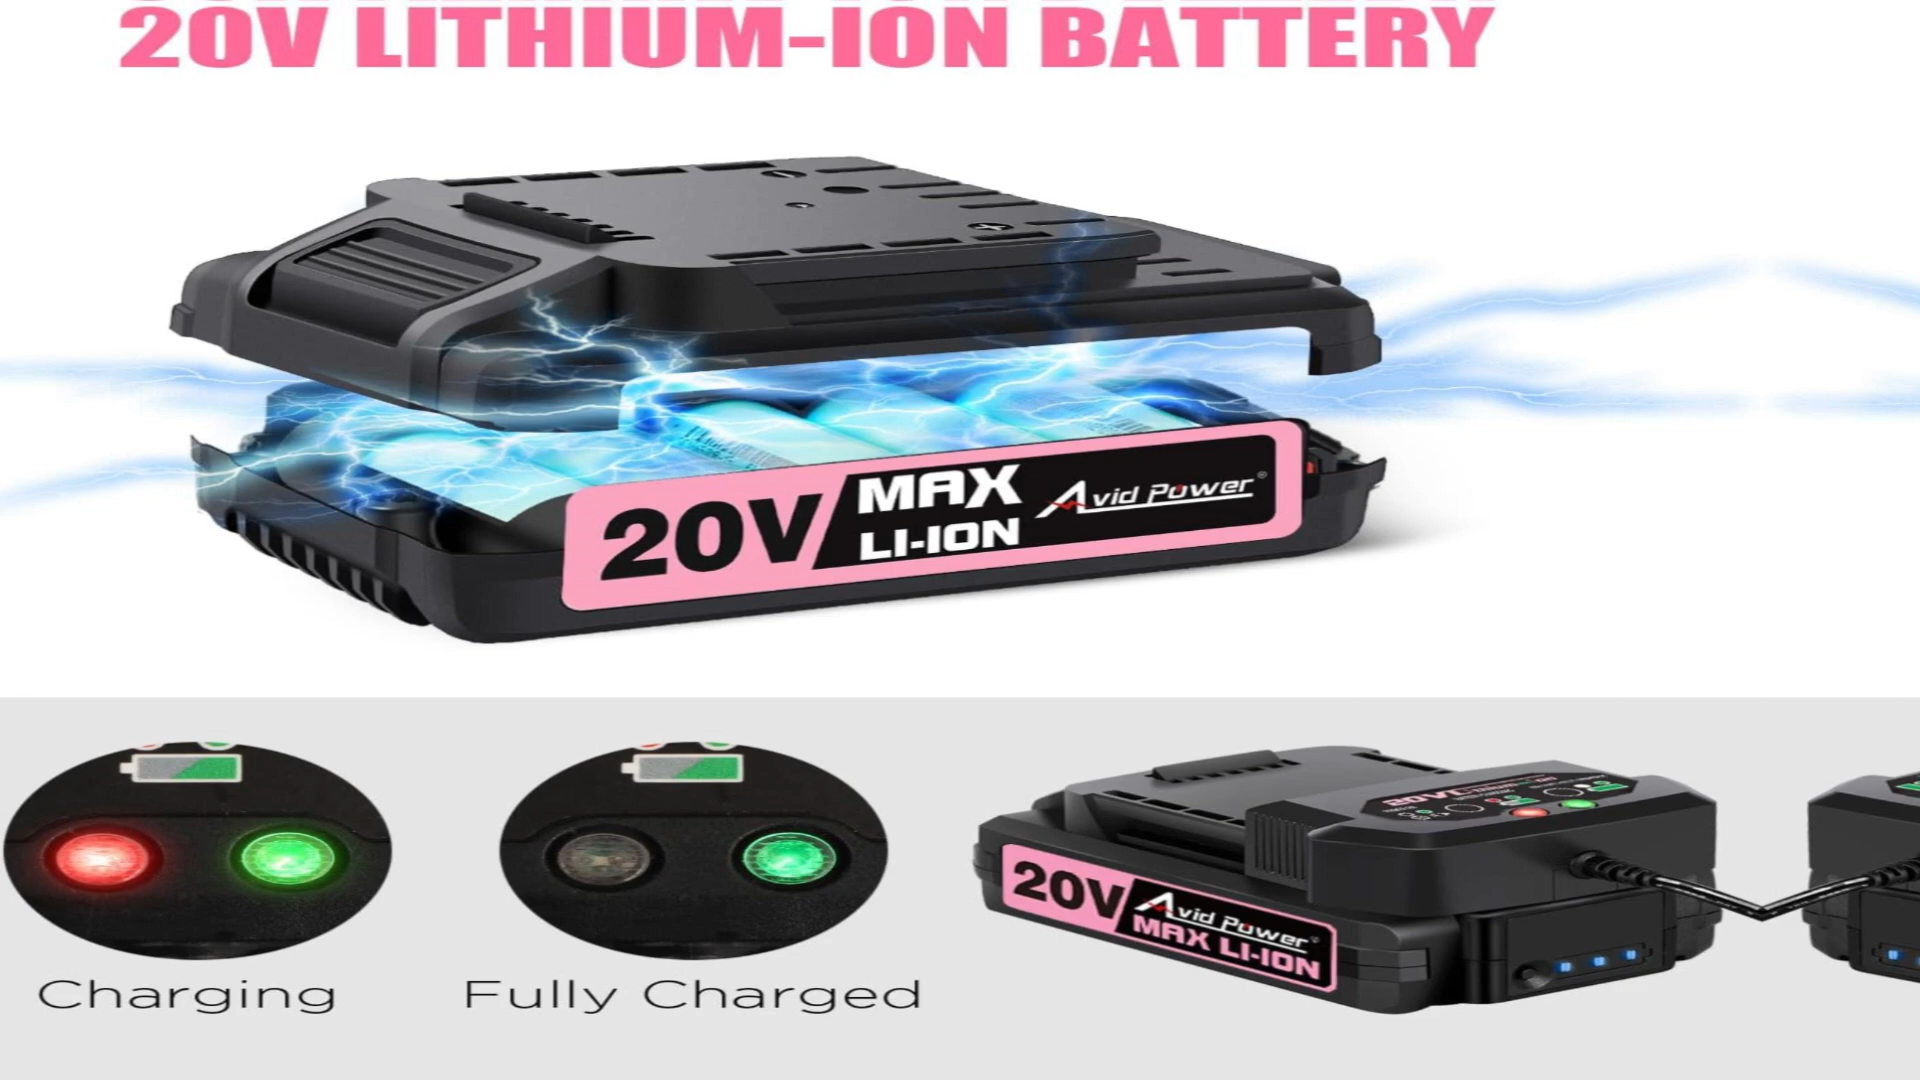 20V LITHIUM-ION BATTERY
20V MAX LI-ION Avid Power®
Charging
Fully Charged
20V Avid Power®
MAX LI-ION